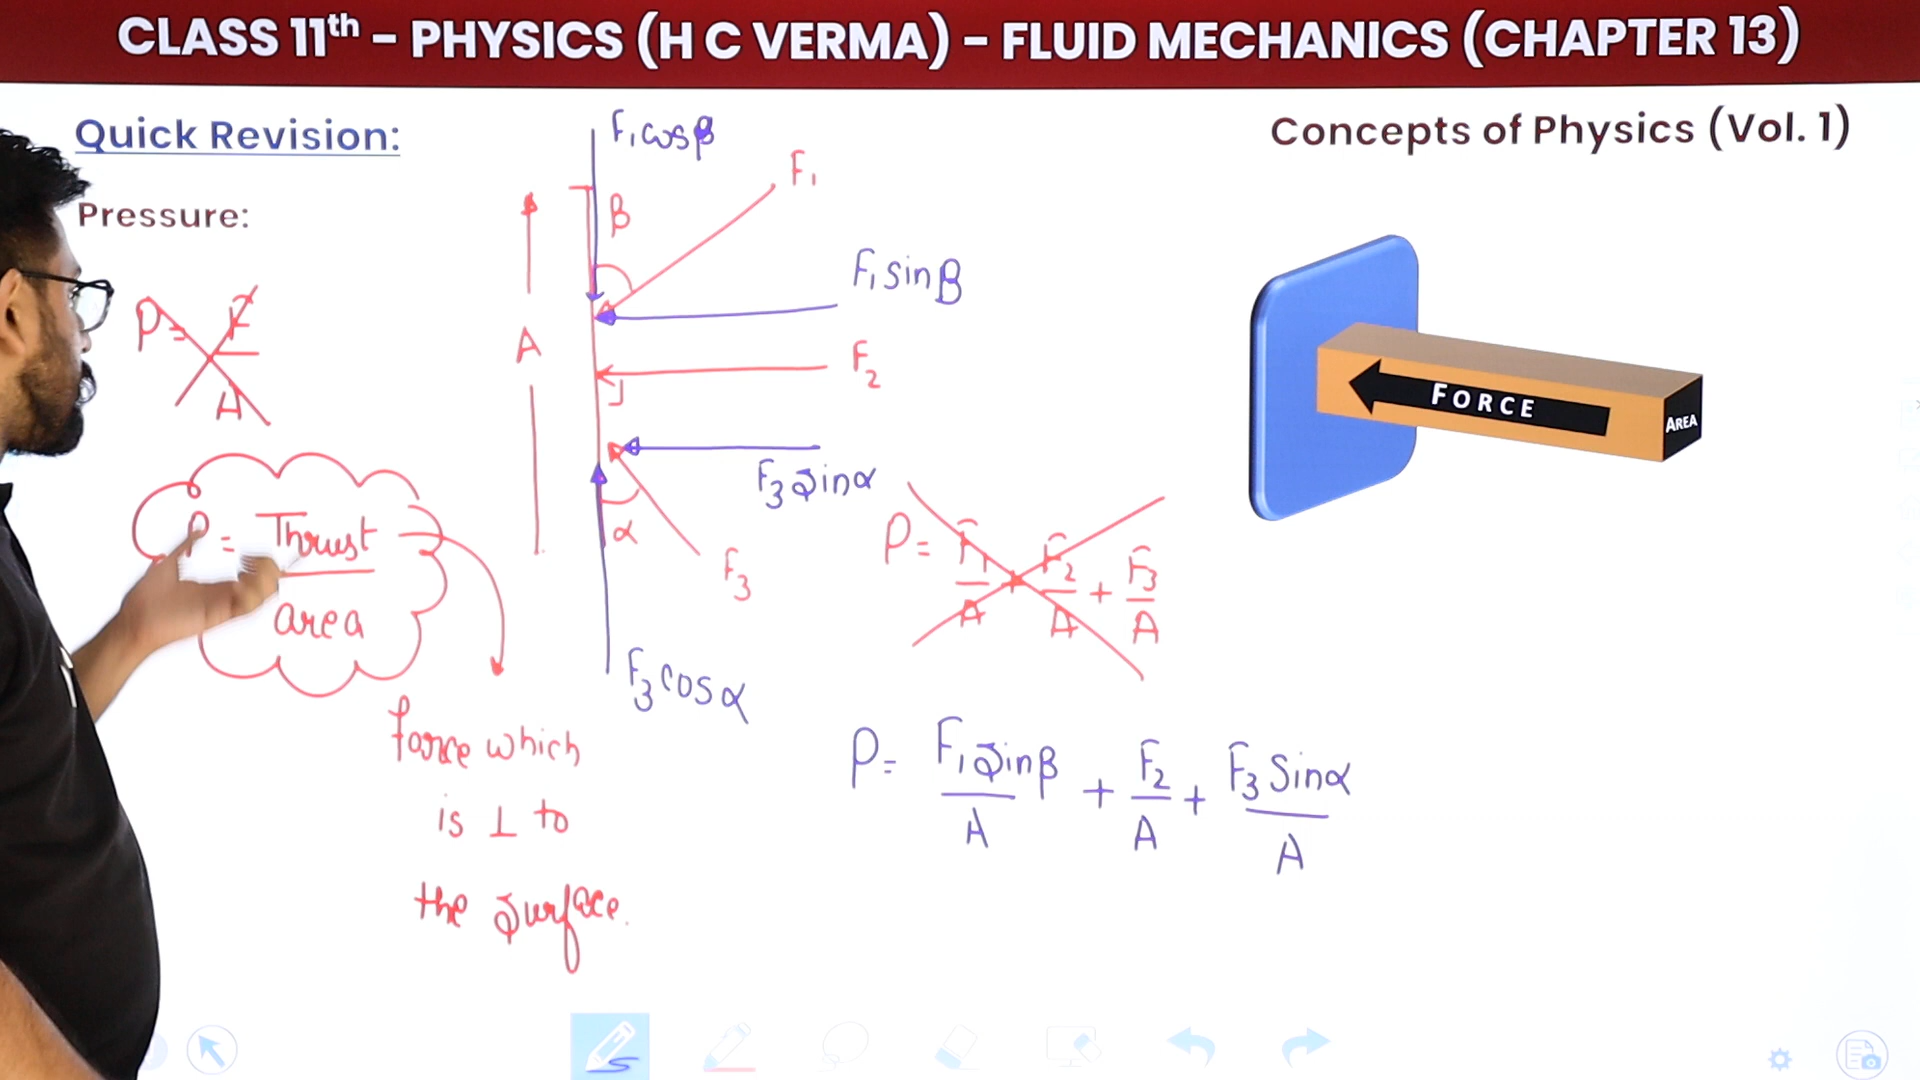 CLASS 11th - PHYSICS (H C VERMA) - FLUID MECHANICS (CHAPTER 13)
Quick Revision:
Concepts of Physics (Vol. 1)
Pressure:
F₁cosβ
F₁
β
F₁sinβ
A
F₂
P = F/A
FORCE
AREA
F₃sinα
α
F₃
P = Thrust
area
P = F₁/A + F₂/A + F₃/A
F₃cosα
force which
is ⊥ to
the surface.
P = F₁sinβ/A + F₂/A + F₃sinα/A